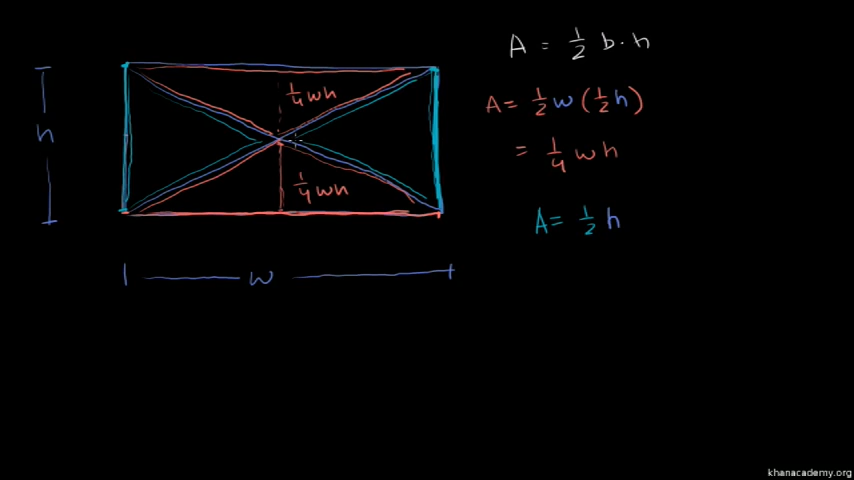 A = 1/2 b · h
1/4 wh
A = 1/2 w (1/2 h)
h
= 1/4 wh
1/4 wh
A = 1/2 h
w
khanacademy.org